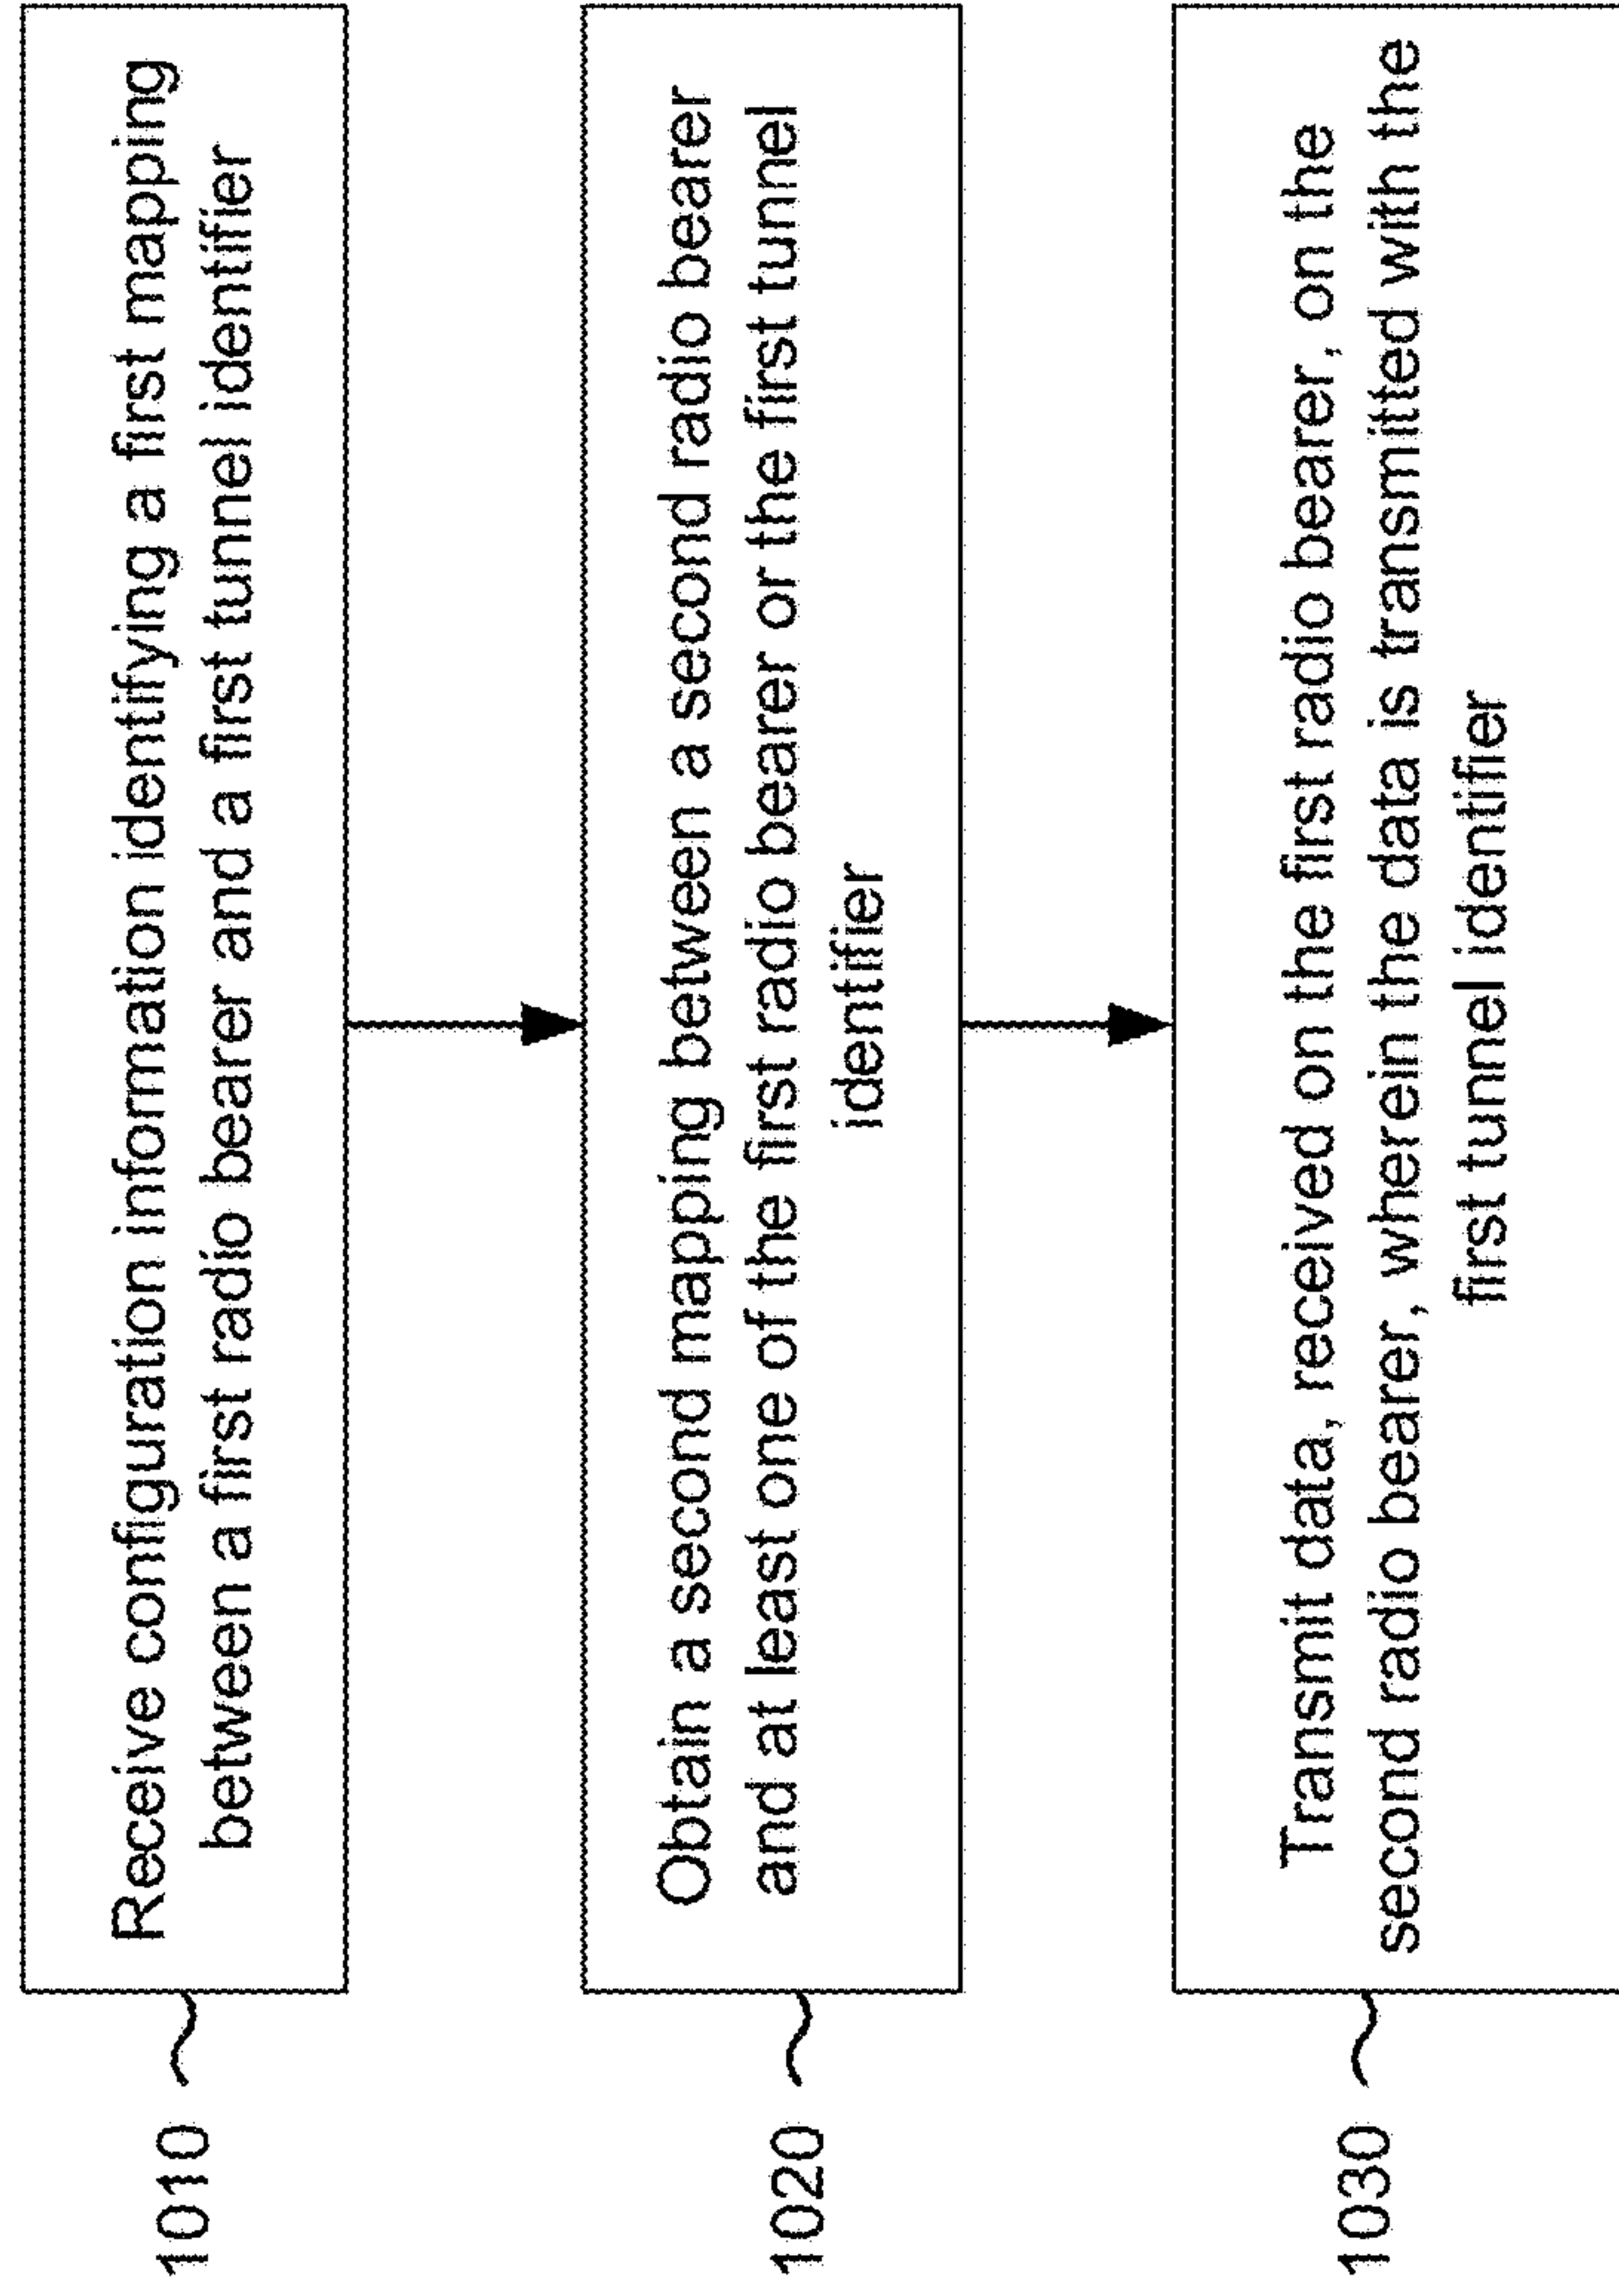 1010
Receive configuration information identifying a first mapping
between a first radio bearer and a first tunnel identifier
1020
Obtain a second mapping between a second radio bearer
and at least one of the first radio bearer or the first tunnel
identifier
1030
Transmit data, received on the first radio bearer, on the
second radio bearer, wherein the data is transmitted with the
first tunnel identifier